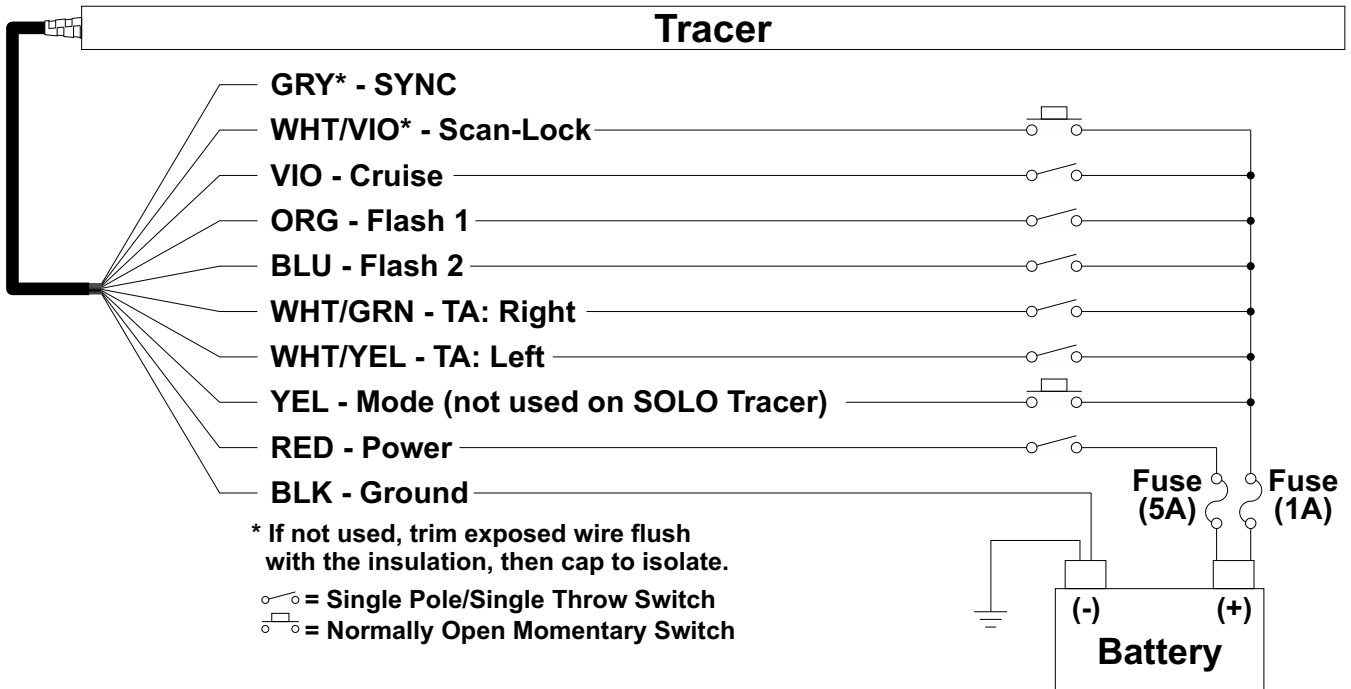 Tracer
GRY* - SYNC
WHT/VIO* - Scan-Lock
VIO - Cruise
ORG - Flash 1
BLU - Flash 2
WHT/GRN - TA: Right
WHT/YEL - TA: Left
YEL - Mode (not used on SOLO Tracer)
RED - Power
BLK - Ground
Fuse
(5A)
Fuse
(1A)
* If not used, trim exposed wire flush
with the insulation, then cap to isolate.
= Single Pole/Single Throw Switch
= Normally Open Momentary Switch
(-)
(+)
Battery